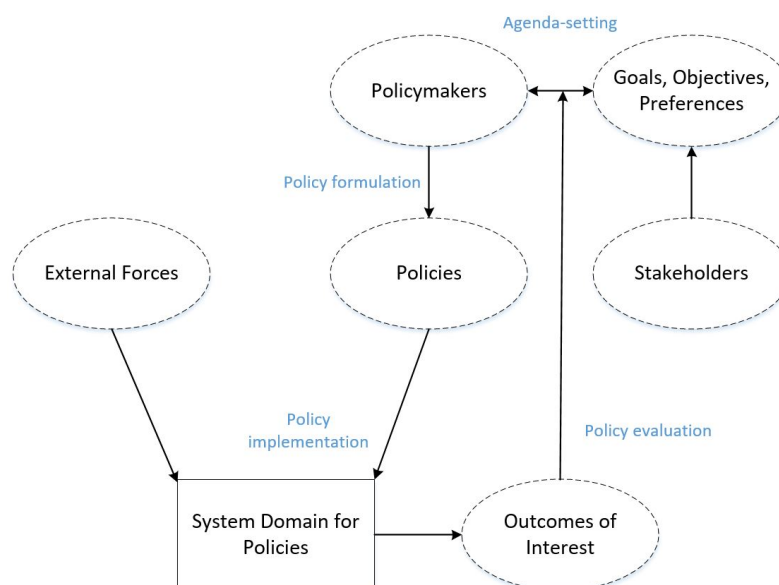 Agenda-setting
Policymakers
Goals, Objectives,
Preferences
Policy formulation
External Forces
Policies
Stakeholders
Policy
implementation
Policy evaluation
System Domain for
Policies
Outcomes of
Interest